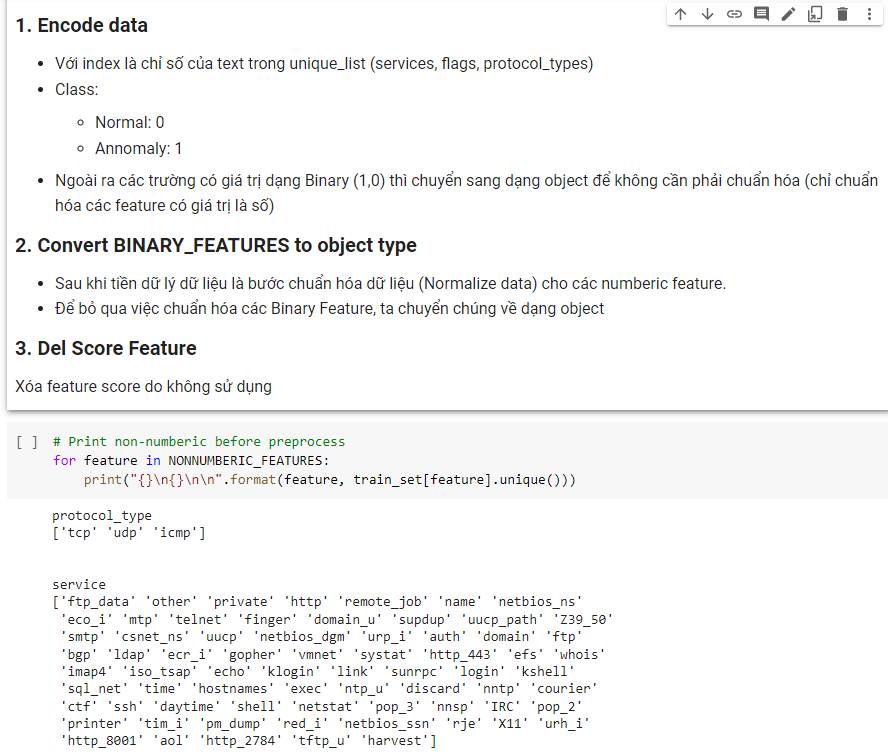 1. Encode data
Với index là chỉ số của text trong unique_list (services, flags, protocol_types)
Class:
Normal: 0
Annomaly: 1
Ngoài ra các trường có giá trị dạng Binary (1,0) thì chuyển sang dạng object để không cần phải chuẩn hóa (chỉ chuẩn
hóa các feature có giá trị là số)
2. Convert BINARY_FEATURES to object type
Sau khi tiền dữ lý dữ liệu là bước chuẩn hóa dữ liệu (Normalize data) cho các numberic feature.
Để bỏ qua việc chuẩn hóa các Binary Feature, ta chuyển chúng về dạng object
3. Del Score Feature
Xóa feature score do không sử dụng
[ ] # Print non-numberic before preprocess
for feature in NONNUMBERIC_FEATURES:
print("{}\n{}\n\n".format(feature, train_set[feature].unique()))
protocol_type
['tcp' 'udp' 'icmp']
service
['ftp_data' 'other' 'private' 'http' 'remote_job' 'name' 'netbios_ns'
'eco_i' 'mtp' 'telnet' 'finger' 'domain_u' 'supdup' 'uucp_path' 'Z39_50'
'smtp' 'csnet_ns' 'uucp' 'netbios_dgm' 'urp_i' 'auth' 'domain' 'ftp'
'bgp' 'ldap' 'ecr_i' 'gopher' 'vmnet' 'systat' 'http_443' 'efs' 'whois'
'imap4' 'iso_tsap' 'echo' 'klogin' 'link' 'sunrpc' 'login' 'kshell'
'sql_net' 'time' 'hostnames' 'exec' 'ntp_u' 'discard' 'nntp' 'courier'
'ctf' 'ssh' 'daytime' 'shell' 'netstat' 'pop_3' 'nnsp' 'IRC' 'pop_2'
'printer' 'tim_i' 'pm_dump' 'red_i' 'netbios_ssn' 'rje' 'X11' 'urh_i'
'http_8001' 'aol' 'http_2784' 'tftp_u' 'harvest']